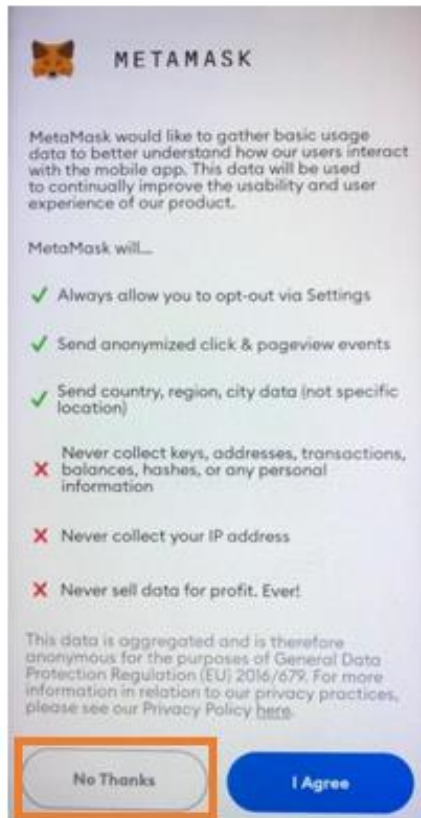 METAMASK
MetaMask would like to gather basic usage
data to better understand how our users interact
with the mobile app. This data will be used
to continually improve the usability and user
experience of our product.
MetaMask will...
Always allow you to opt-out via Settings
Send anonymized click & pageview events
Send country, region, city data (not specific
location)
Never collect keys, addresses, transactions,
balances, hashes, or any personal
information
Never collect your IP address
Never sell data for profit. Ever!
This data is aggregated and is therefore
anonymous for the purposes of General Data
Protection Regulation (EU) 2016/679. For more
information in relation to our privacy practices,
please see our Privacy Policy here.
No Thanks
I Agree